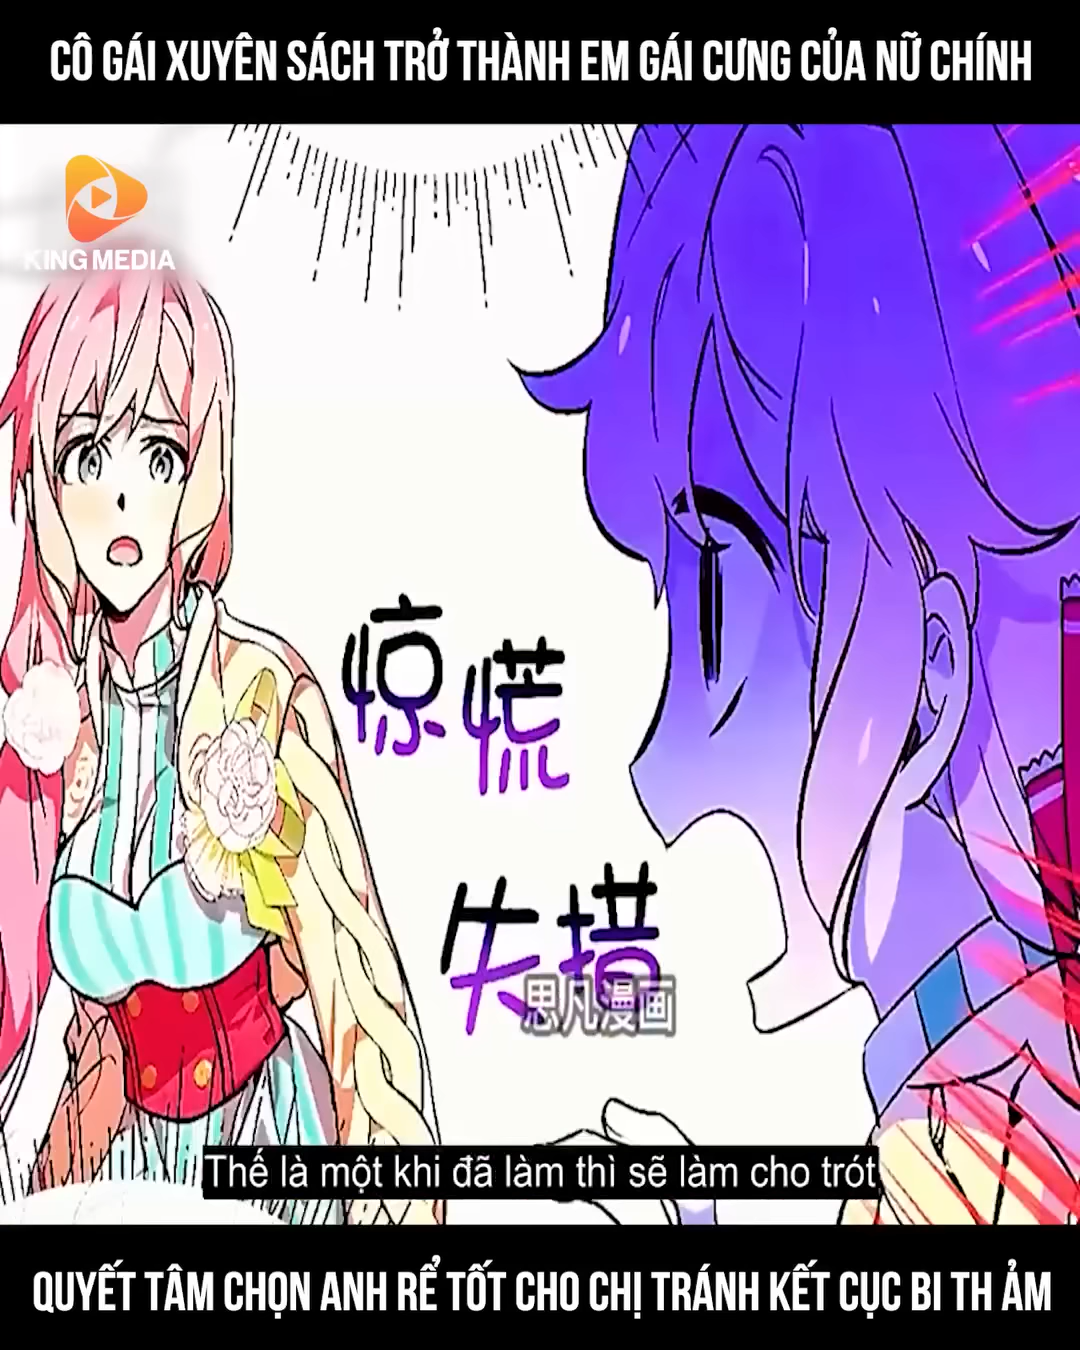 CÔ GÁI XUYÊN SÁCH TRỞ THÀNH EM GÁI CƯNG CỦA NỮ CHÍNH
KING MEDIA
惊慌
失措
思凡漫画
Thế là một khi đã làm thì sẽ làm cho trót
QUYẾT TÂM CHỌN ANH RỂ TỐT CHO CHỊ TRÁNH KẾT CỤC BI TH ẢM